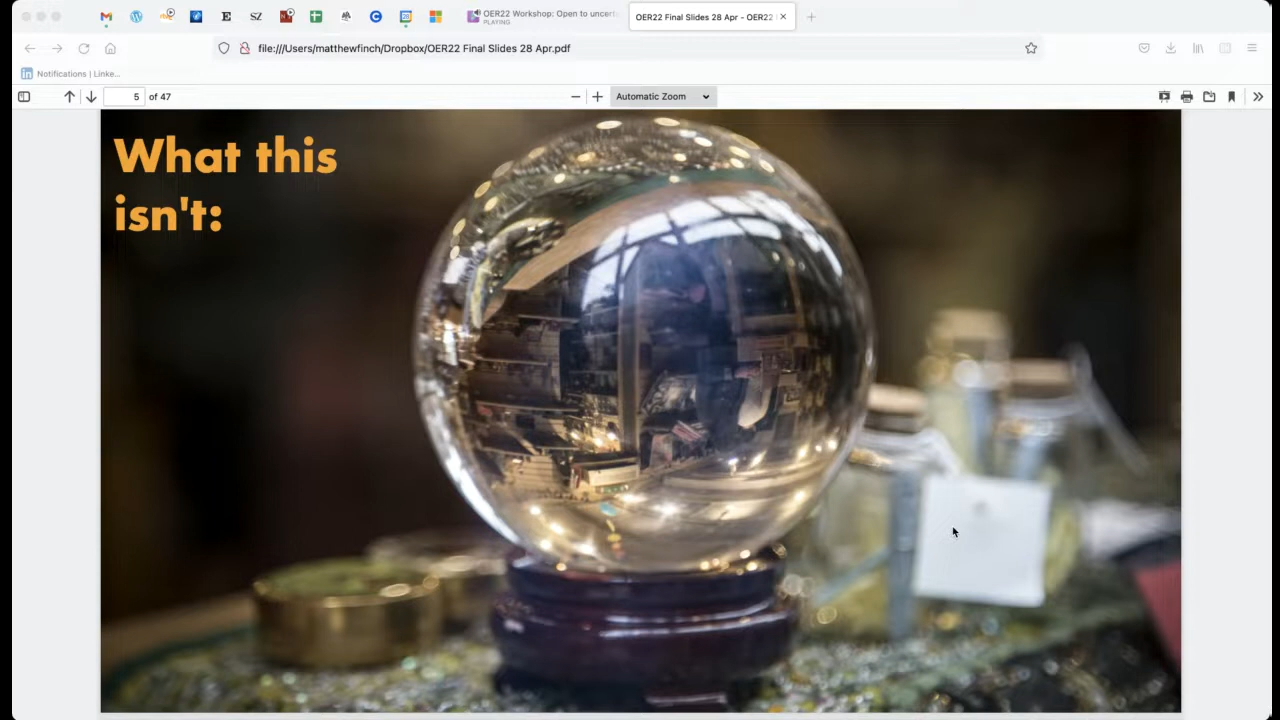 E
SZ
OER22 Workshop: Open to uncert
PLAYING
OER22 Final Slides 28 Apr - OER22
file:///Users/matthewfinch/Dropbox/OER22 Final Slides 28 Apr.pdf
Notifications | Linke...
5 of 47
Automatic Zoom
What this
isn't: